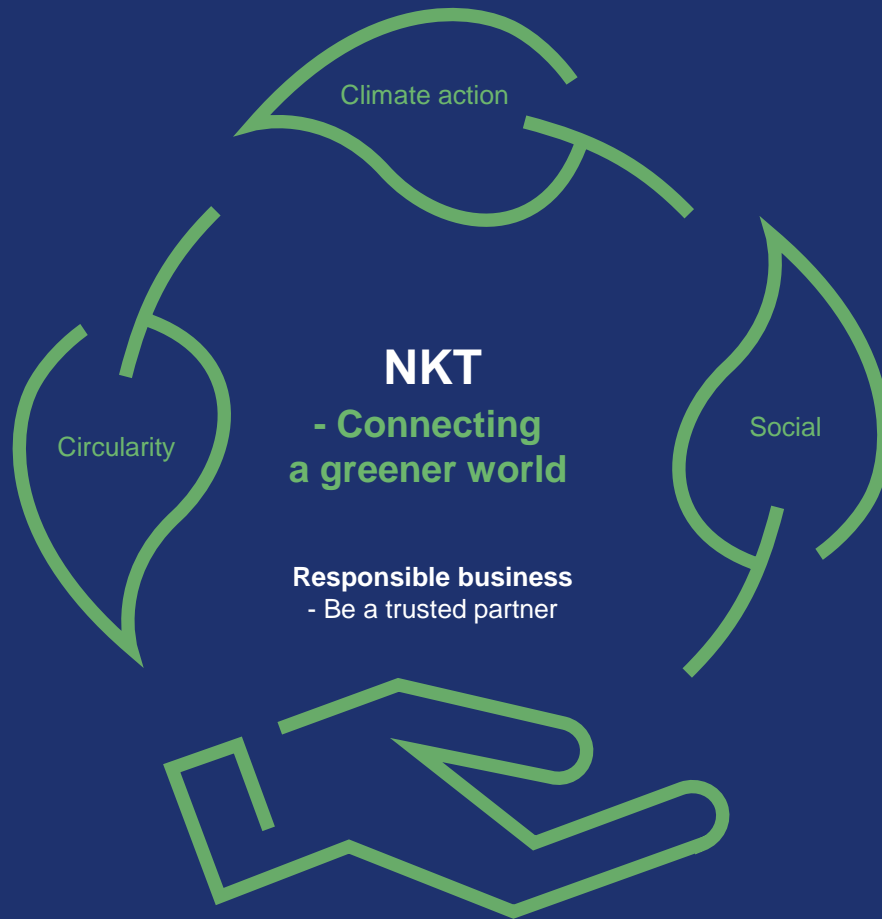 Climate action
NKT
- Connecting
a greener world
Circularity
Social
Responsible business
- Be a trusted partner